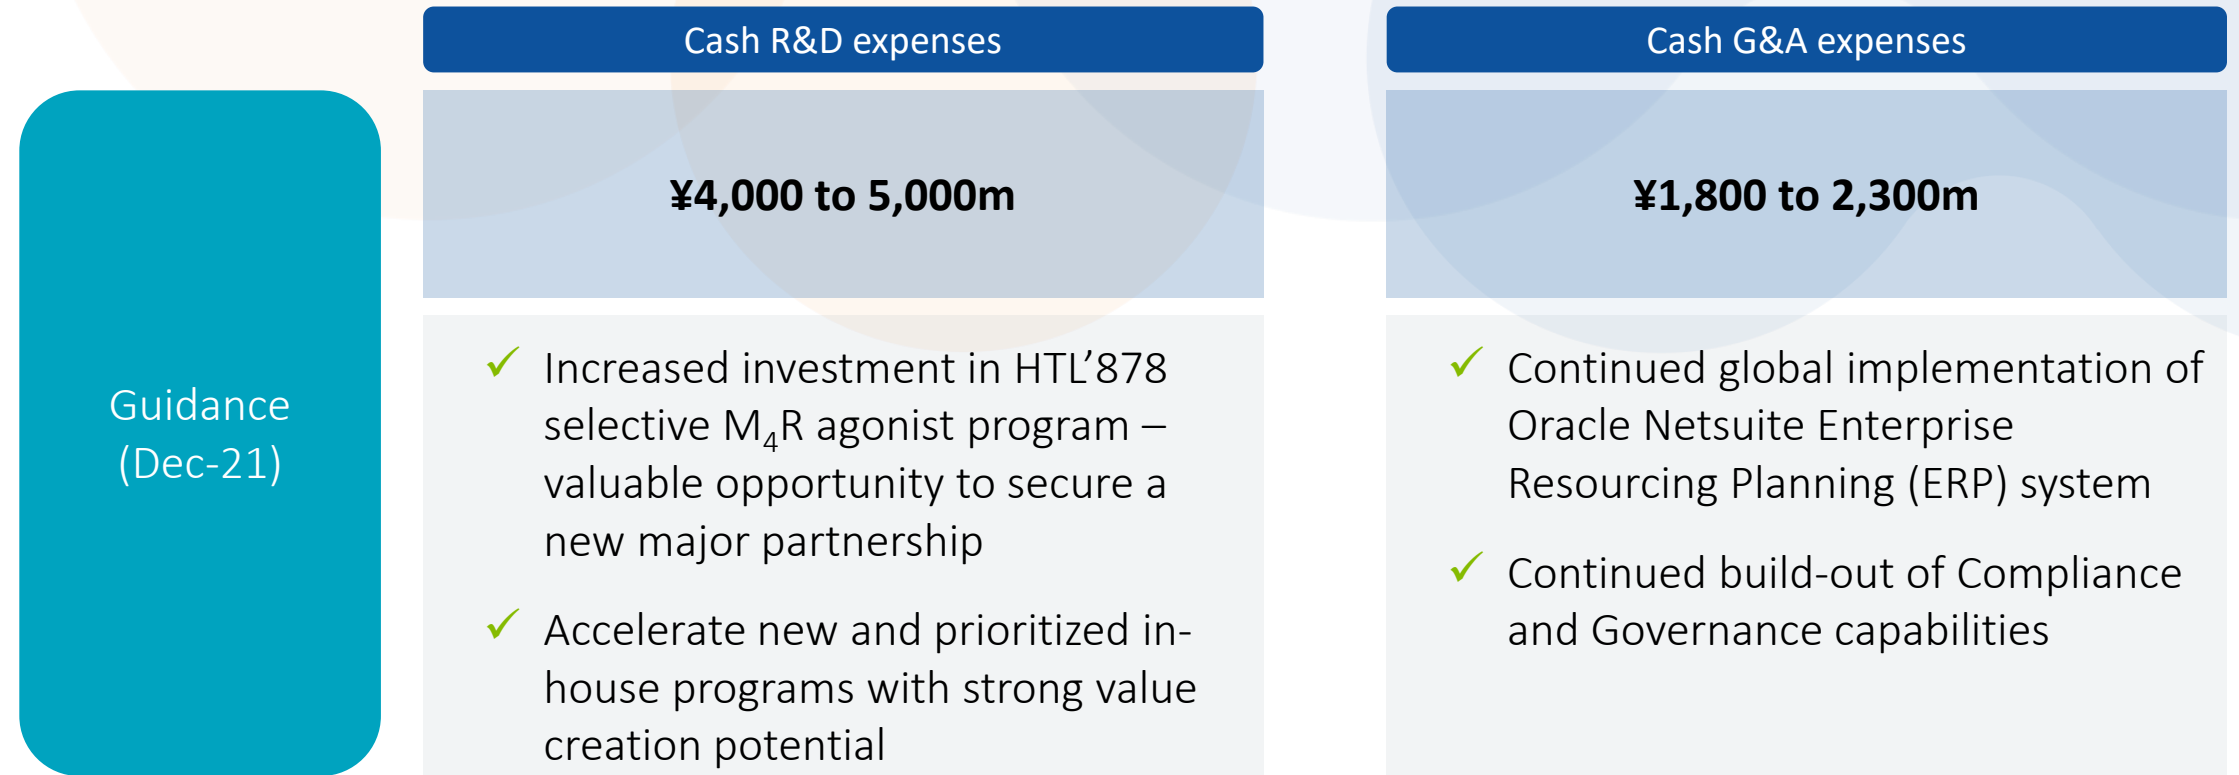 Cash R&D expenses
Cash G&A expenses
Guidance
(Dec-21)
¥4,000 to 5,000m
¥1,800 to 2,300m
✓ Increased investment in HTL’878
selective M₄R agonist program –
valuable opportunity to secure a
new major partnership
✓ Accelerate new and prioritized in-
house programs with strong value
creation potential
✓ Continued global implementation of
Oracle Netsuite Enterprise
Resourcing Planning (ERP) system
✓ Continued build-out of Compliance
and Governance capabilities